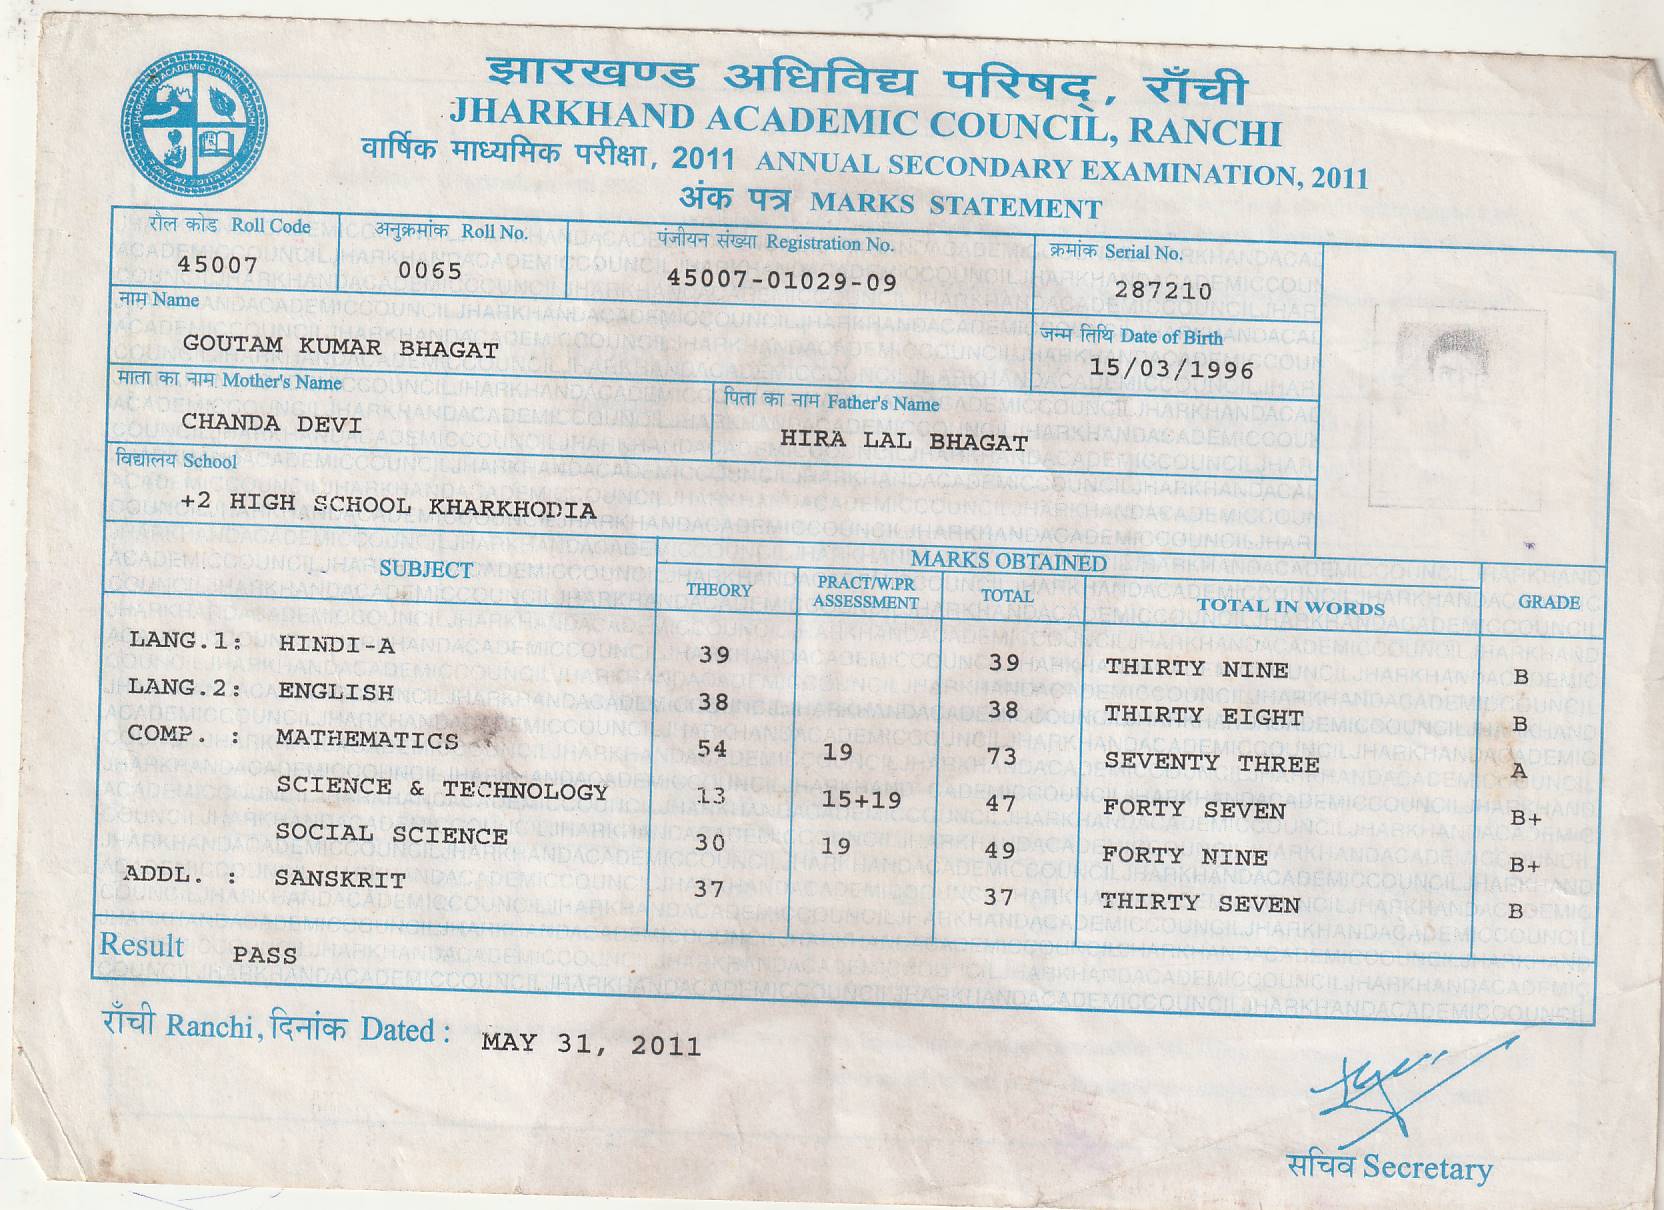 झारखण्ड अधिविद्य परिषद्, राँची
JHARKHAND ACADEMIC COUNCIL, RANCHI
वार्षिक माध्यमिक परीक्षा, 2011 ANNUAL SECONDARY EXAMINATION, 2011
अंक पत्र MARKS STATEMENT
रौल कोड Roll Code अनुक्रमांक Roll No. पंजीयन संख्या Registration No. क्रमांक Serial No.
45007 0065 45007-01029-09 287210
नाम Name जन्म तिथि Date of Birth
GOUTAM KUMAR BHAGAT 15/03/1996
माता का नाम Mother's Name पिता का नाम Father's Name
CHANDA DEVI HIRA LAL BHAGAT
विद्यालय School
+2 HIGH SCHOOL KHARKHODIA
SUBJECT MARKS OBTAINED GRADE
THEORY PRACT/W.PR ASSESSMENT TOTAL TOTAL IN WORDS
LANG.1: HINDI-A 39 39 THIRTY NINE B
LANG.2: ENGLISH 38 38 THIRTY EIGHT B
COMP. : MATHEMATICS 54 19 73 SEVENTY THREE A
SCIENCE & TECHNOLOGY 13 15+19 47 FORTY SEVEN B+
SOCIAL SCIENCE 30 19 49 FORTY NINE B+
ADDL. : SANSKRIT 37 37 THIRTY SEVEN B
Result PASS
राँची Ranchi, दिनांक Dated : MAY 31, 2011
सचिव Secretary